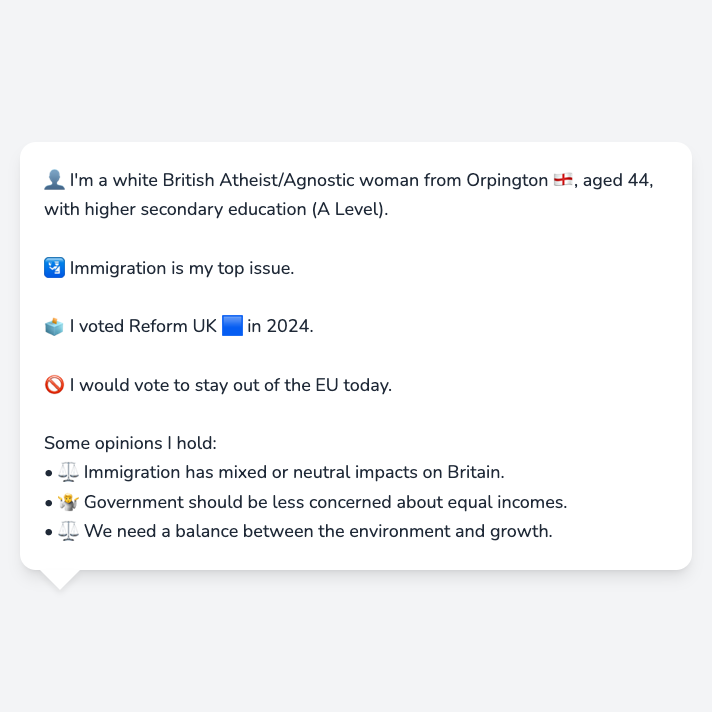 👤 I'm a white British Atheist/Agnostic woman from Orpington 🏴󠁧󠁢󠁥󠁮󠁧󠁿, aged 44,
with higher secondary education (A Level).
🛂 Immigration is my top issue.
🗳️ I voted Reform UK 🟦 in 2024.
🚫 I would vote to stay out of the EU today.
Some opinions I hold:
• ⚖️ Immigration has mixed or neutral impacts on Britain.
• 🤷 Government should be less concerned about equal incomes.
• ⚖️ We need a balance between the environment and growth.